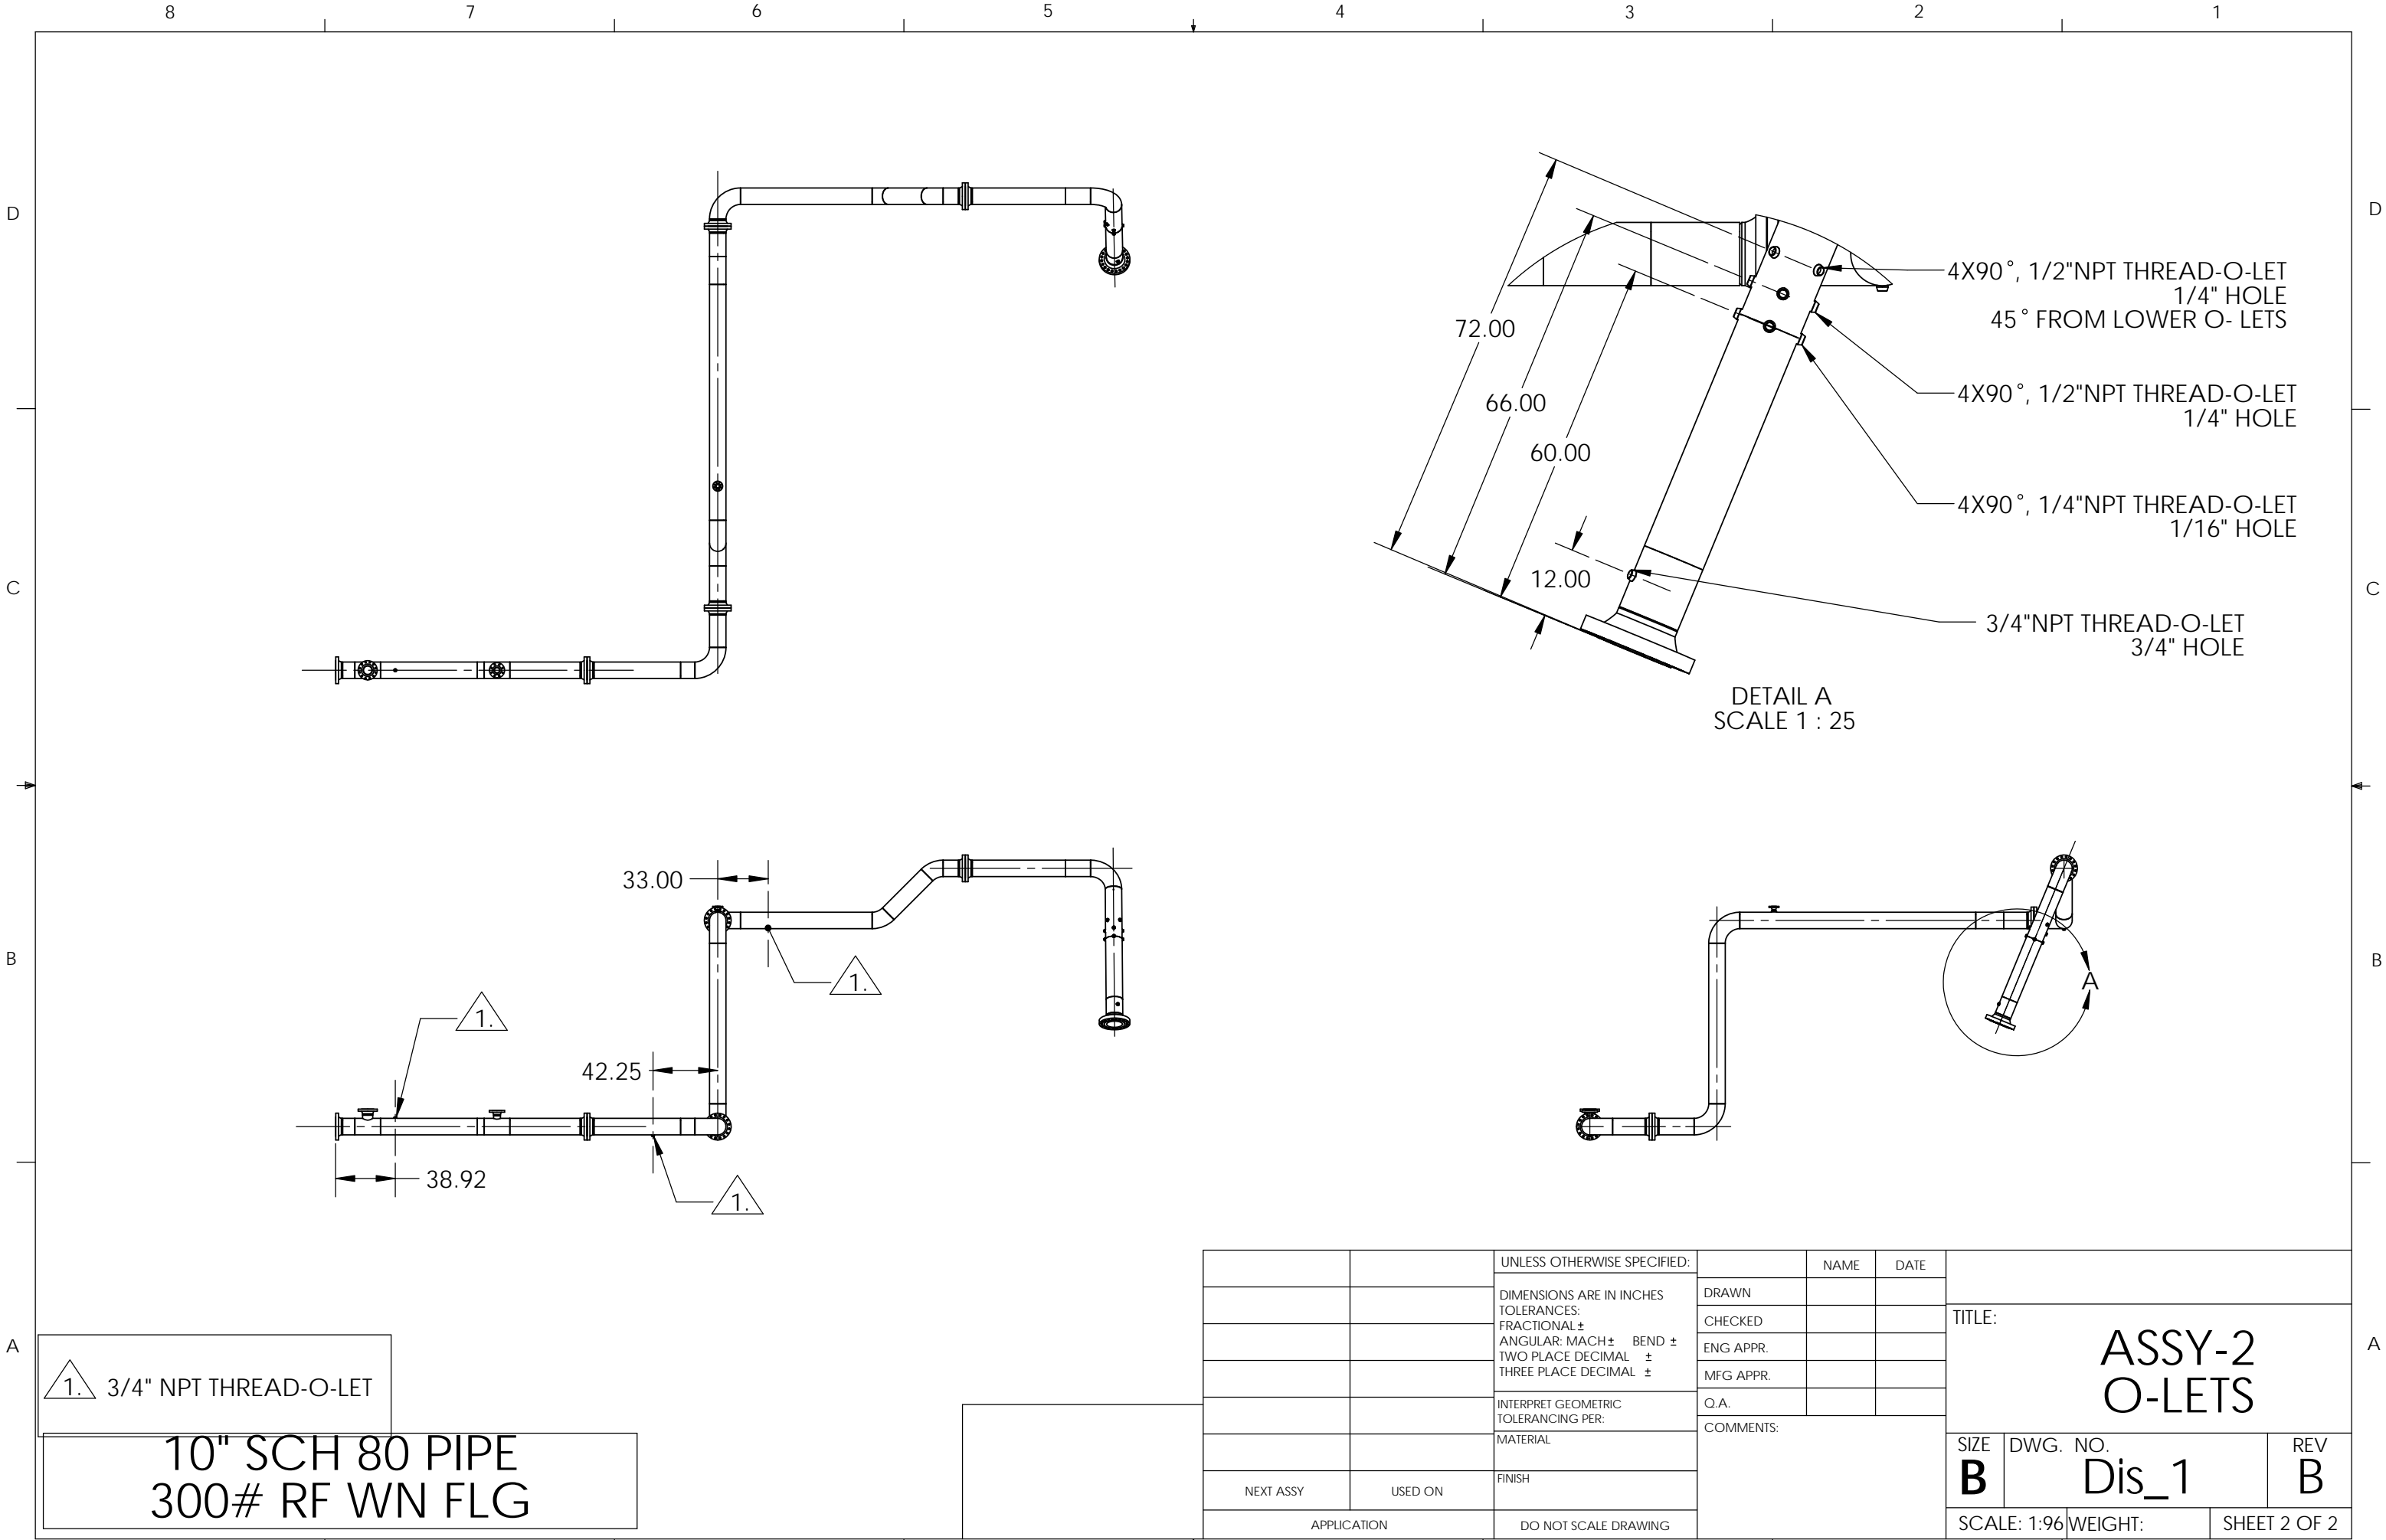 8 7 6 5 4 3 2 1
D
D
72.00
66.00
60.00
12.00
4X90°, 1/2"NPT THREAD-O-LET
1/4" HOLE
45° FROM LOWER O- LETS
4X90°, 1/2"NPT THREAD-O-LET
1/4" HOLE
4X90°, 1/4"NPT THREAD-O-LET
1/16" HOLE
3/4"NPT THREAD-O-LET
3/4" HOLE
DETAIL A
SCALE 1 : 25
C
C
33.00
1.
1.
42.25
38.92
1.
A
B
B
A
A
1. 3/4" NPT THREAD-O-LET
10" SCH 80 PIPE
300# RF WN FLG
NEXT ASSY
USED ON
APPLICATION
UNLESS OTHERWISE SPECIFIED:
DIMENSIONS ARE IN INCHES
TOLERANCES:
FRACTIONAL ±
ANGULAR: MACH ± BEND ±
TWO PLACE DECIMAL ±
THREE PLACE DECIMAL ±
INTERPRET GEOMETRIC
TOLERANCING PER:
MATERIAL
FINISH
DO NOT SCALE DRAWING
NAME
DATE
DRAWN
CHECKED
ENG APPR.
MFG APPR.
Q.A.
COMMENTS:
TITLE:
ASSY-2
O-LETS
SIZE
B
DWG. NO.
Dis_1
REV
B
SCALE: 1:96
WEIGHT:
SHEET 2 OF 2